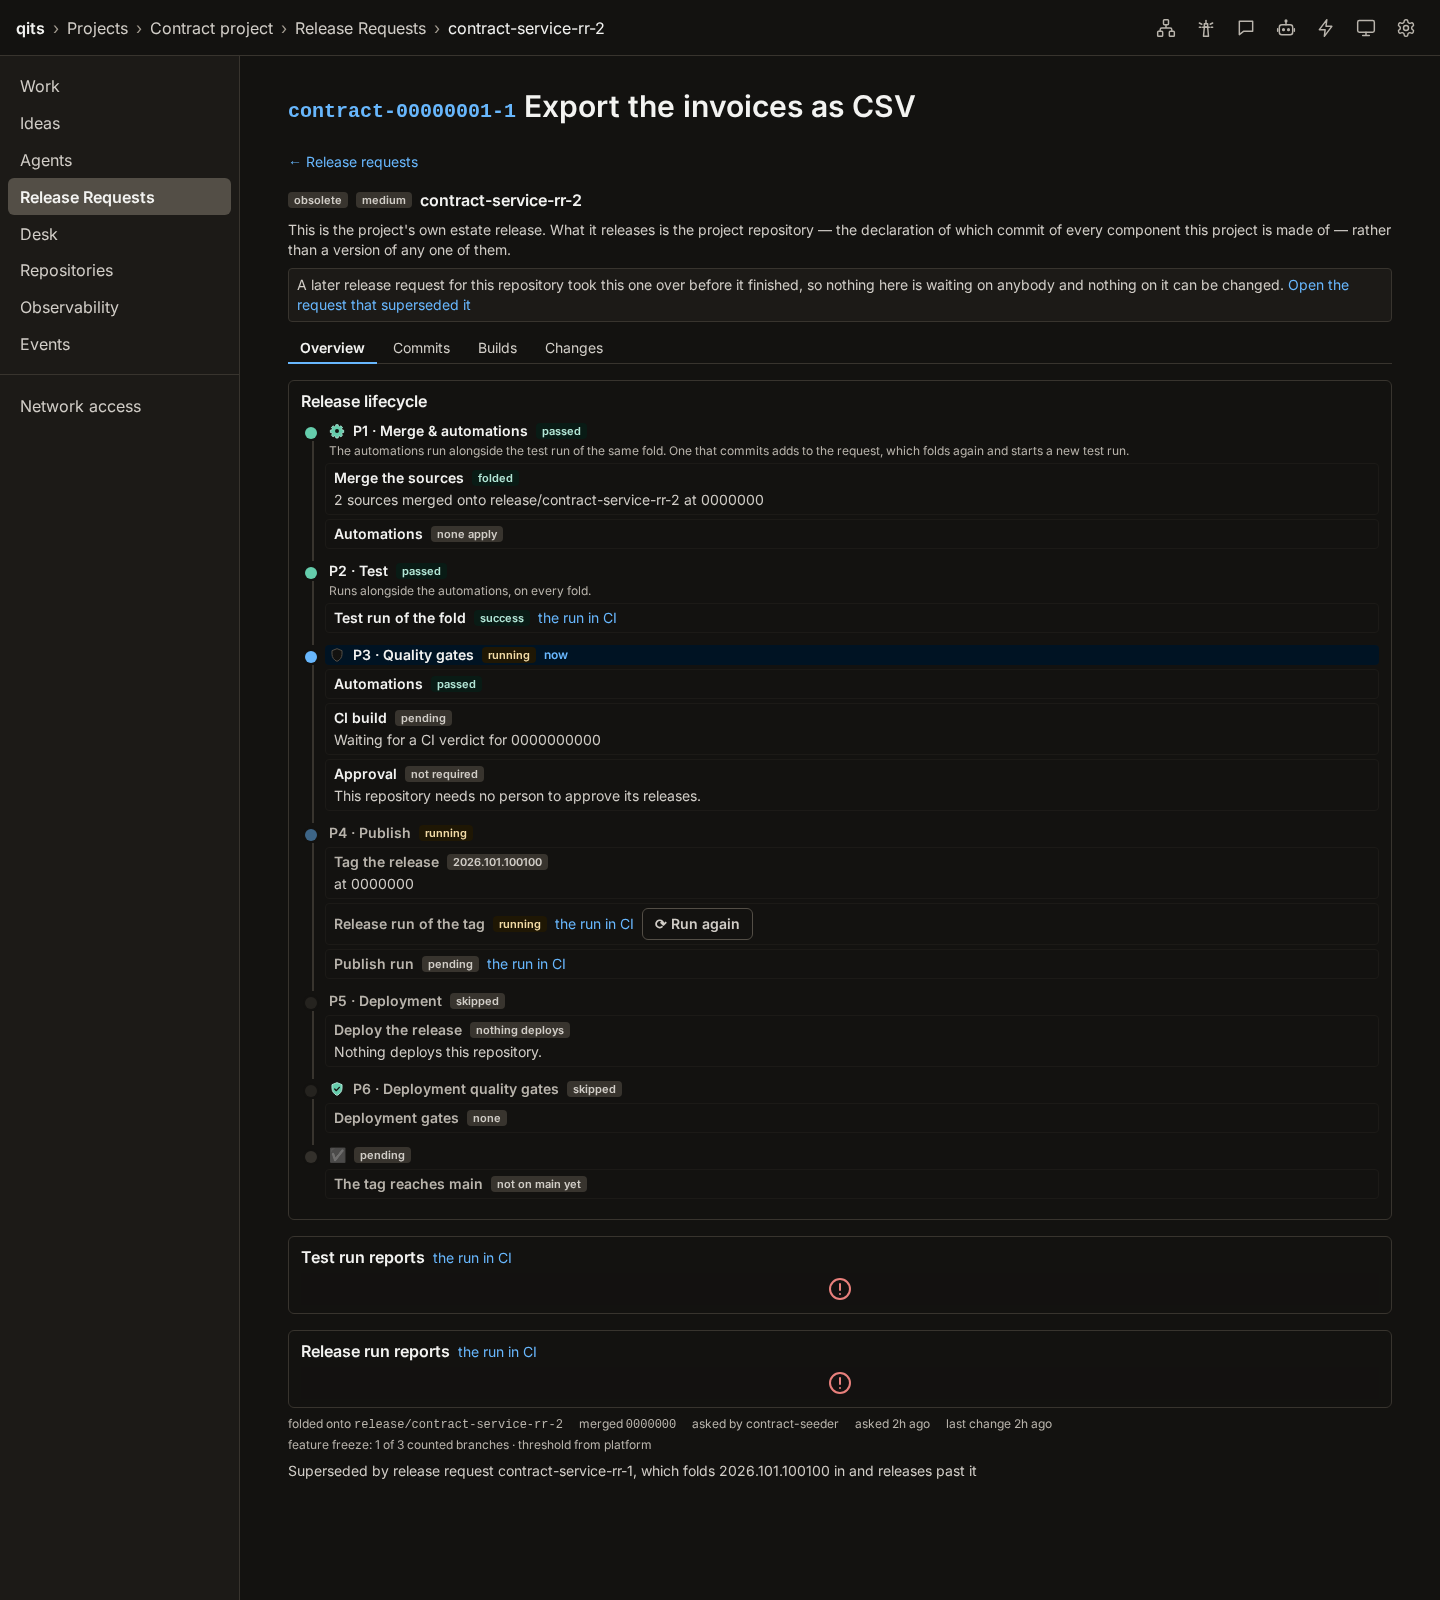 qits › Projects › Contract project › Release Requests › contract-service-rr-2
Work
Ideas
Agents
Release Requests
Desk
Repositories
Observability
Events
Network access
contract-00000001-1 Export the invoices as CSV
← Release requests
obsolete medium contract-service-rr-2
This is the project's own estate release. What it releases is the project repository — the declaration of which commit of every component this project is made of — rather
than a version of any one of them.
A later release request for this repository took this one over before it finished, so nothing here is waiting on anybody and nothing on it can be changed. Open the
request that superseded it
Overview Commits Builds Changes
Release lifecycle
P1 · Merge & automations passed
The automations run alongside the test run of the same fold. One that commits adds to the request, which folds again and starts a new test run.
Merge the sources folded
2 sources merged onto release/contract-service-rr-2 at 0000000
Automations none apply
P2 · Test passed
Runs alongside the automations, on every fold.
Test run of the fold success the run in CI
P3 · Quality gates running now
Automations passed
CI build pending
Waiting for a CI verdict for 0000000000
Approval not required
This repository needs no person to approve its releases.
P4 · Publish running
Tag the release 2026.101.100100
at 0000000
Release run of the tag running the run in CI ⟳ Run again
Publish run pending the run in CI
P5 · Deployment skipped
Deploy the release nothing deploys
Nothing deploys this repository.
P6 · Deployment quality gates skipped
Deployment gates none
☑ pending
The tag reaches main not on main yet
Test run reports the run in CI
Release run reports the run in CI
folded onto release/contract-service-rr-2 merged 0000000 asked by contract-seeder asked 2h ago last change 2h ago
feature freeze: 1 of 3 counted branches · threshold from platform
Superseded by release request contract-service-rr-1, which folds 2026.101.100100 in and releases past it